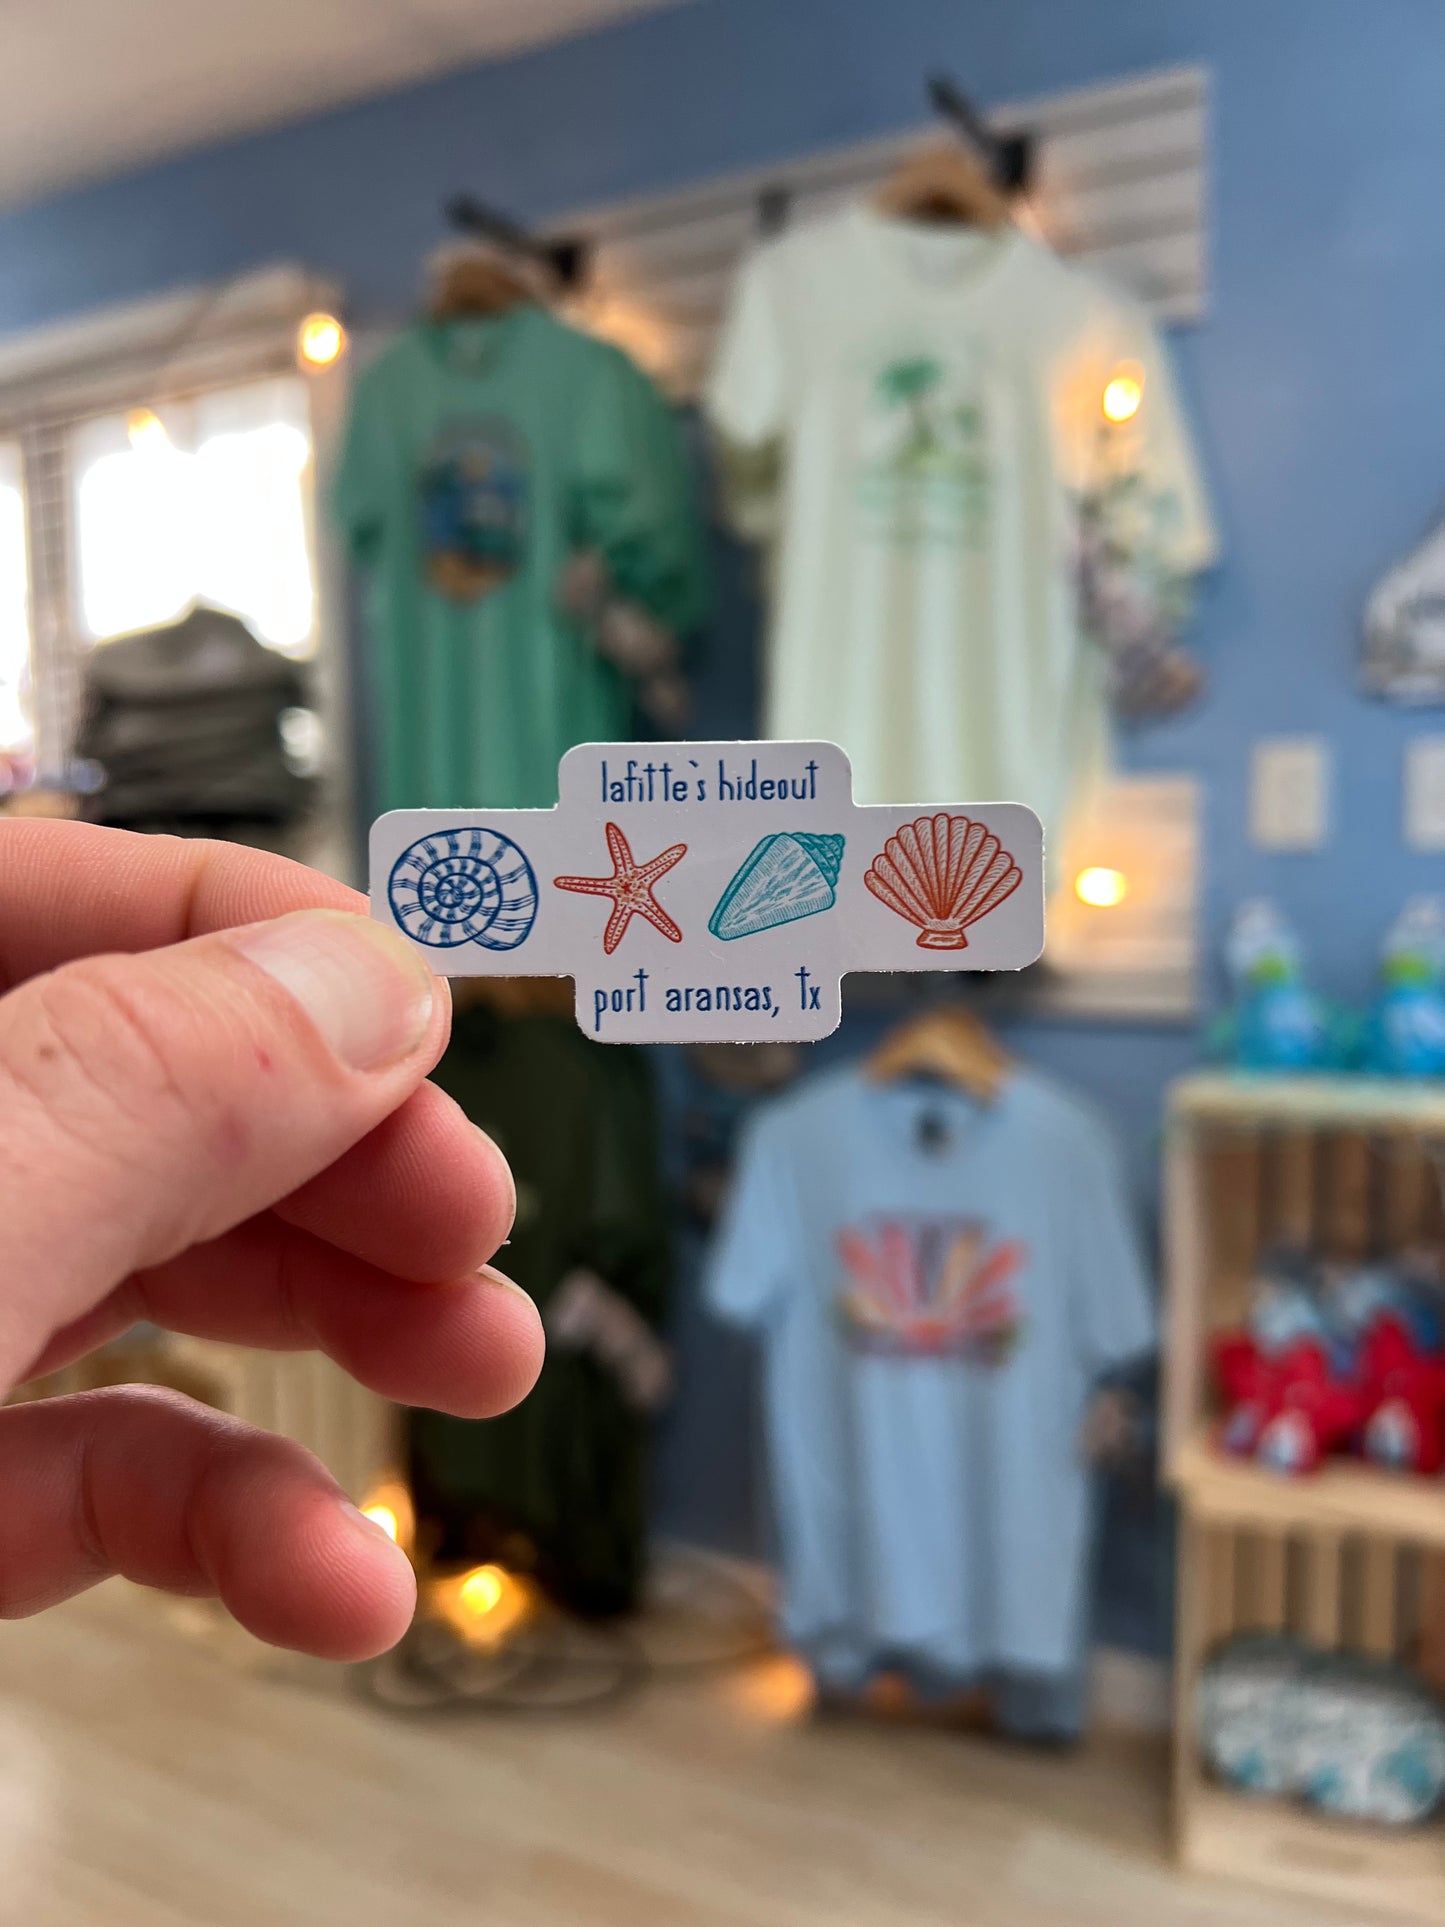 lafitte`s hideout
port aransas, tx